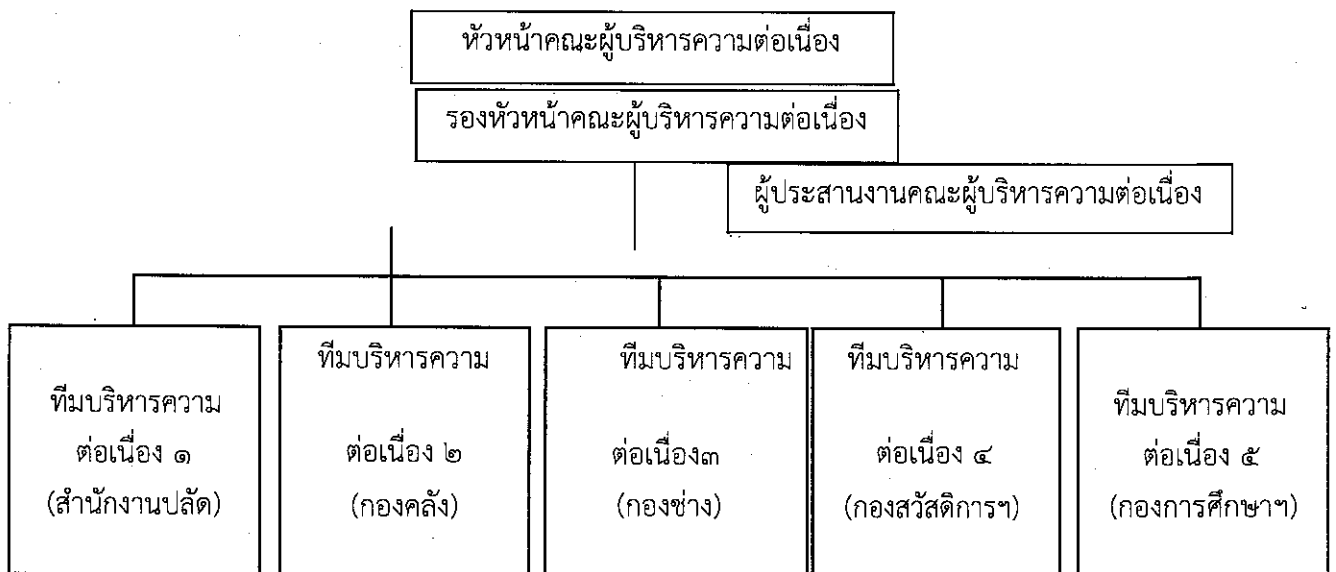 หัวหน้าคณะผู้บริหารความต่อเนื่อง
รองหัวหน้าคณะผู้บริหารความต่อเนื่อง
ผู้ประสานงานคณะผู้บริหารความต่อเนื่อง
ทีมบริหารความ
ต่อเนื่อง ๑
(สำนักงานปลัด)
ทีมบริหารความ
ต่อเนื่อง ๒
(กองคลัง)
ทีมบริหารความ
ต่อเนื่อง๓
(กองช่าง)
ทีมบริหารความ
ต่อเนื่อง ๔
(กองสวัสดิการฯ)
ทีมบริหารความ
ต่อเนื่อง ๕
(กองการศึกษาฯ)